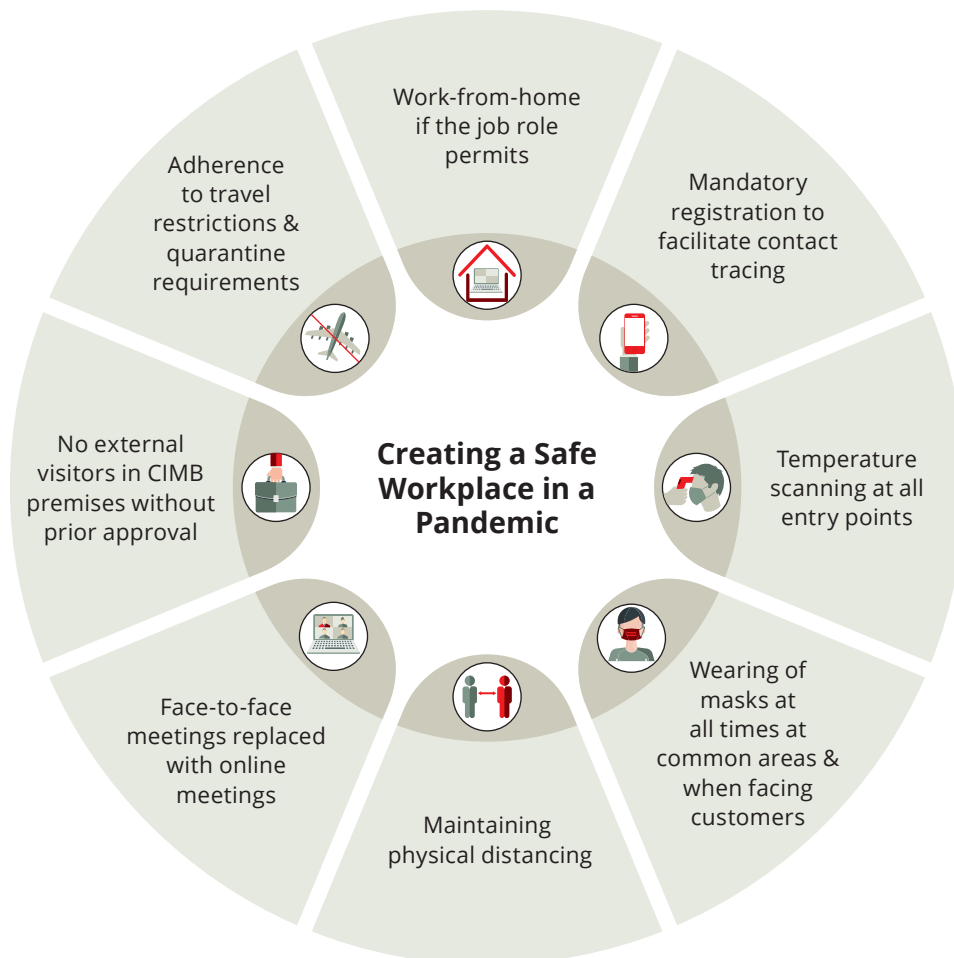 Creating a Safe
Workplace in a
Pandemic
Work-from-home
if the job role
permits
Mandatory
registration to
facilitate contact
tracing
Temperature
scanning at all
entry points
Wearing of
masks at
all times at
common areas &
when facing
customers
Maintaining
physical distancing
Face-to-face
meetings replaced
with online
meetings
No external
visitors in CIMB
premises without
prior approval
Adherence
to travel
restrictions &
quarantine
requirements